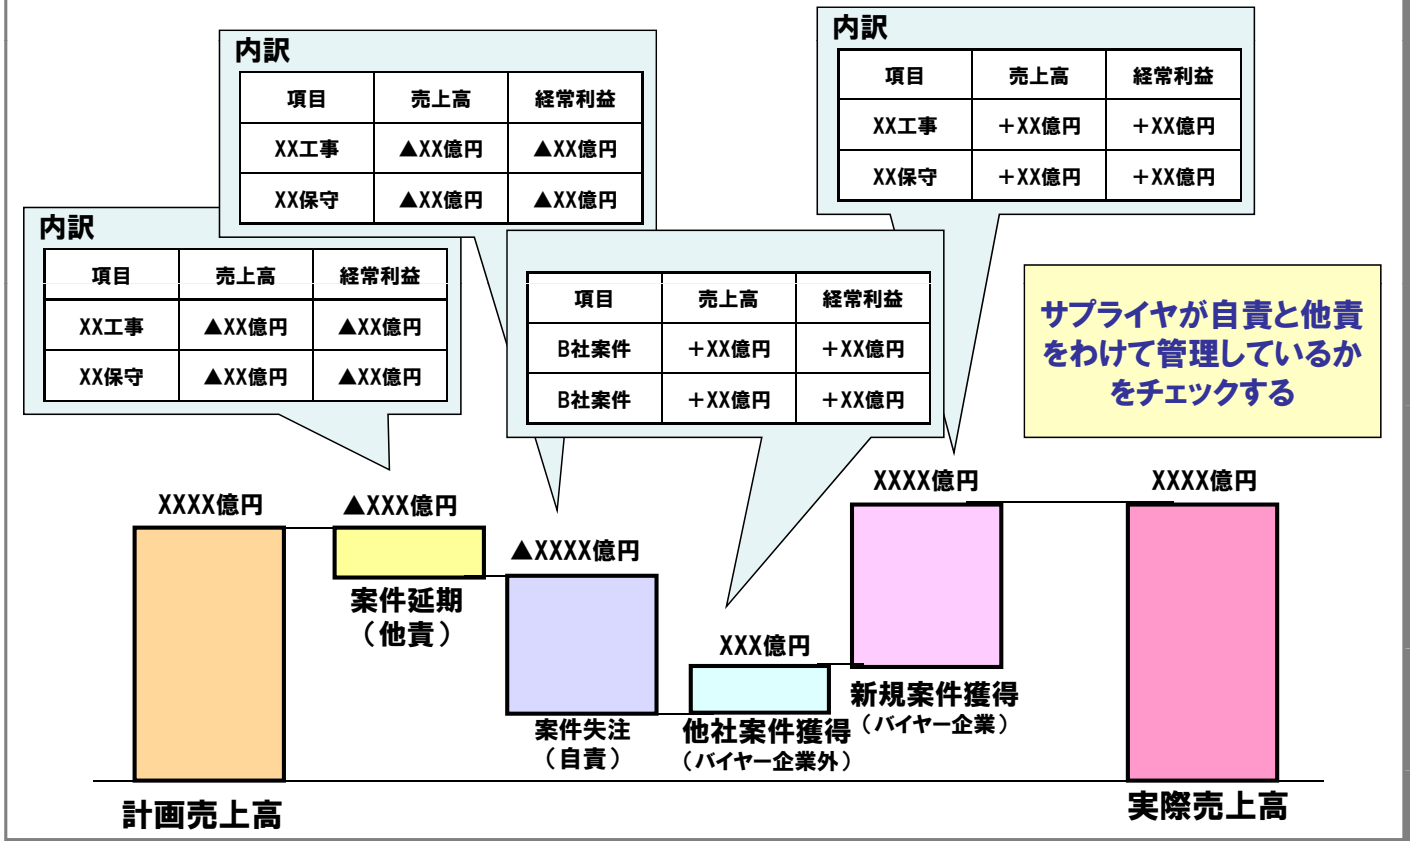 内訳
項目 売上高 経常利益
XX工事 ▲XX億円 ▲XX億円
XX保守 ▲XX億円 ▲XX億円
内訳
項目 売上高 経常利益
XX工事 ＋XX億円 ＋XX億円
XX保守 ＋XX億円 ＋XX億円
内訳
項目 売上高 経常利益
XX工事 ▲XX億円 ▲XX億円
XX保守 ▲XX億円 ▲XX億円
項目 売上高 経常利益
B社案件 ＋XX億円 ＋XX億円
B社案件 ＋XX億円 ＋XX億円
サプライヤが自責と他責
をわけて管理しているか
をチェックする
XXXX億円
計画売上高
▲XXX億円
案件延期
（他責）
▲XXXX億円
案件失注
（自責）
XXX億円
他社案件獲得
（バイヤー企業外）
XXXX億円
新規案件獲得
（バイヤー企業）
XXXX億円
実際売上高